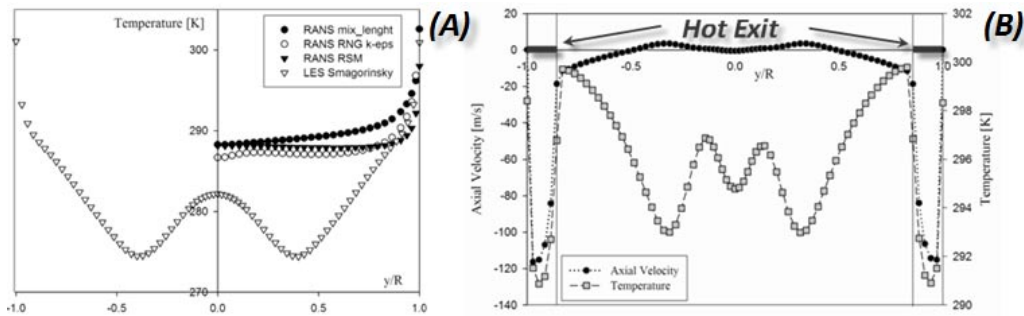 Temperature [K]
RANS mix_lenght
RANS RNG k-eps
RANS RSM
LES Smagorinsky
(A)
300
290
280
270
y/R
-1.0
-0.5
0.0
0.5
1.0
(B)
Hot Exit
20
0
-20
-40
-60
-80
-100
-120
-140
Axial Velocity [m/s]
-1.0
-0.5
0.0
0.5
1.0
y/R
302
300
298
296
294
292
290
Temperature [K]
Axial Velocity
Temperature